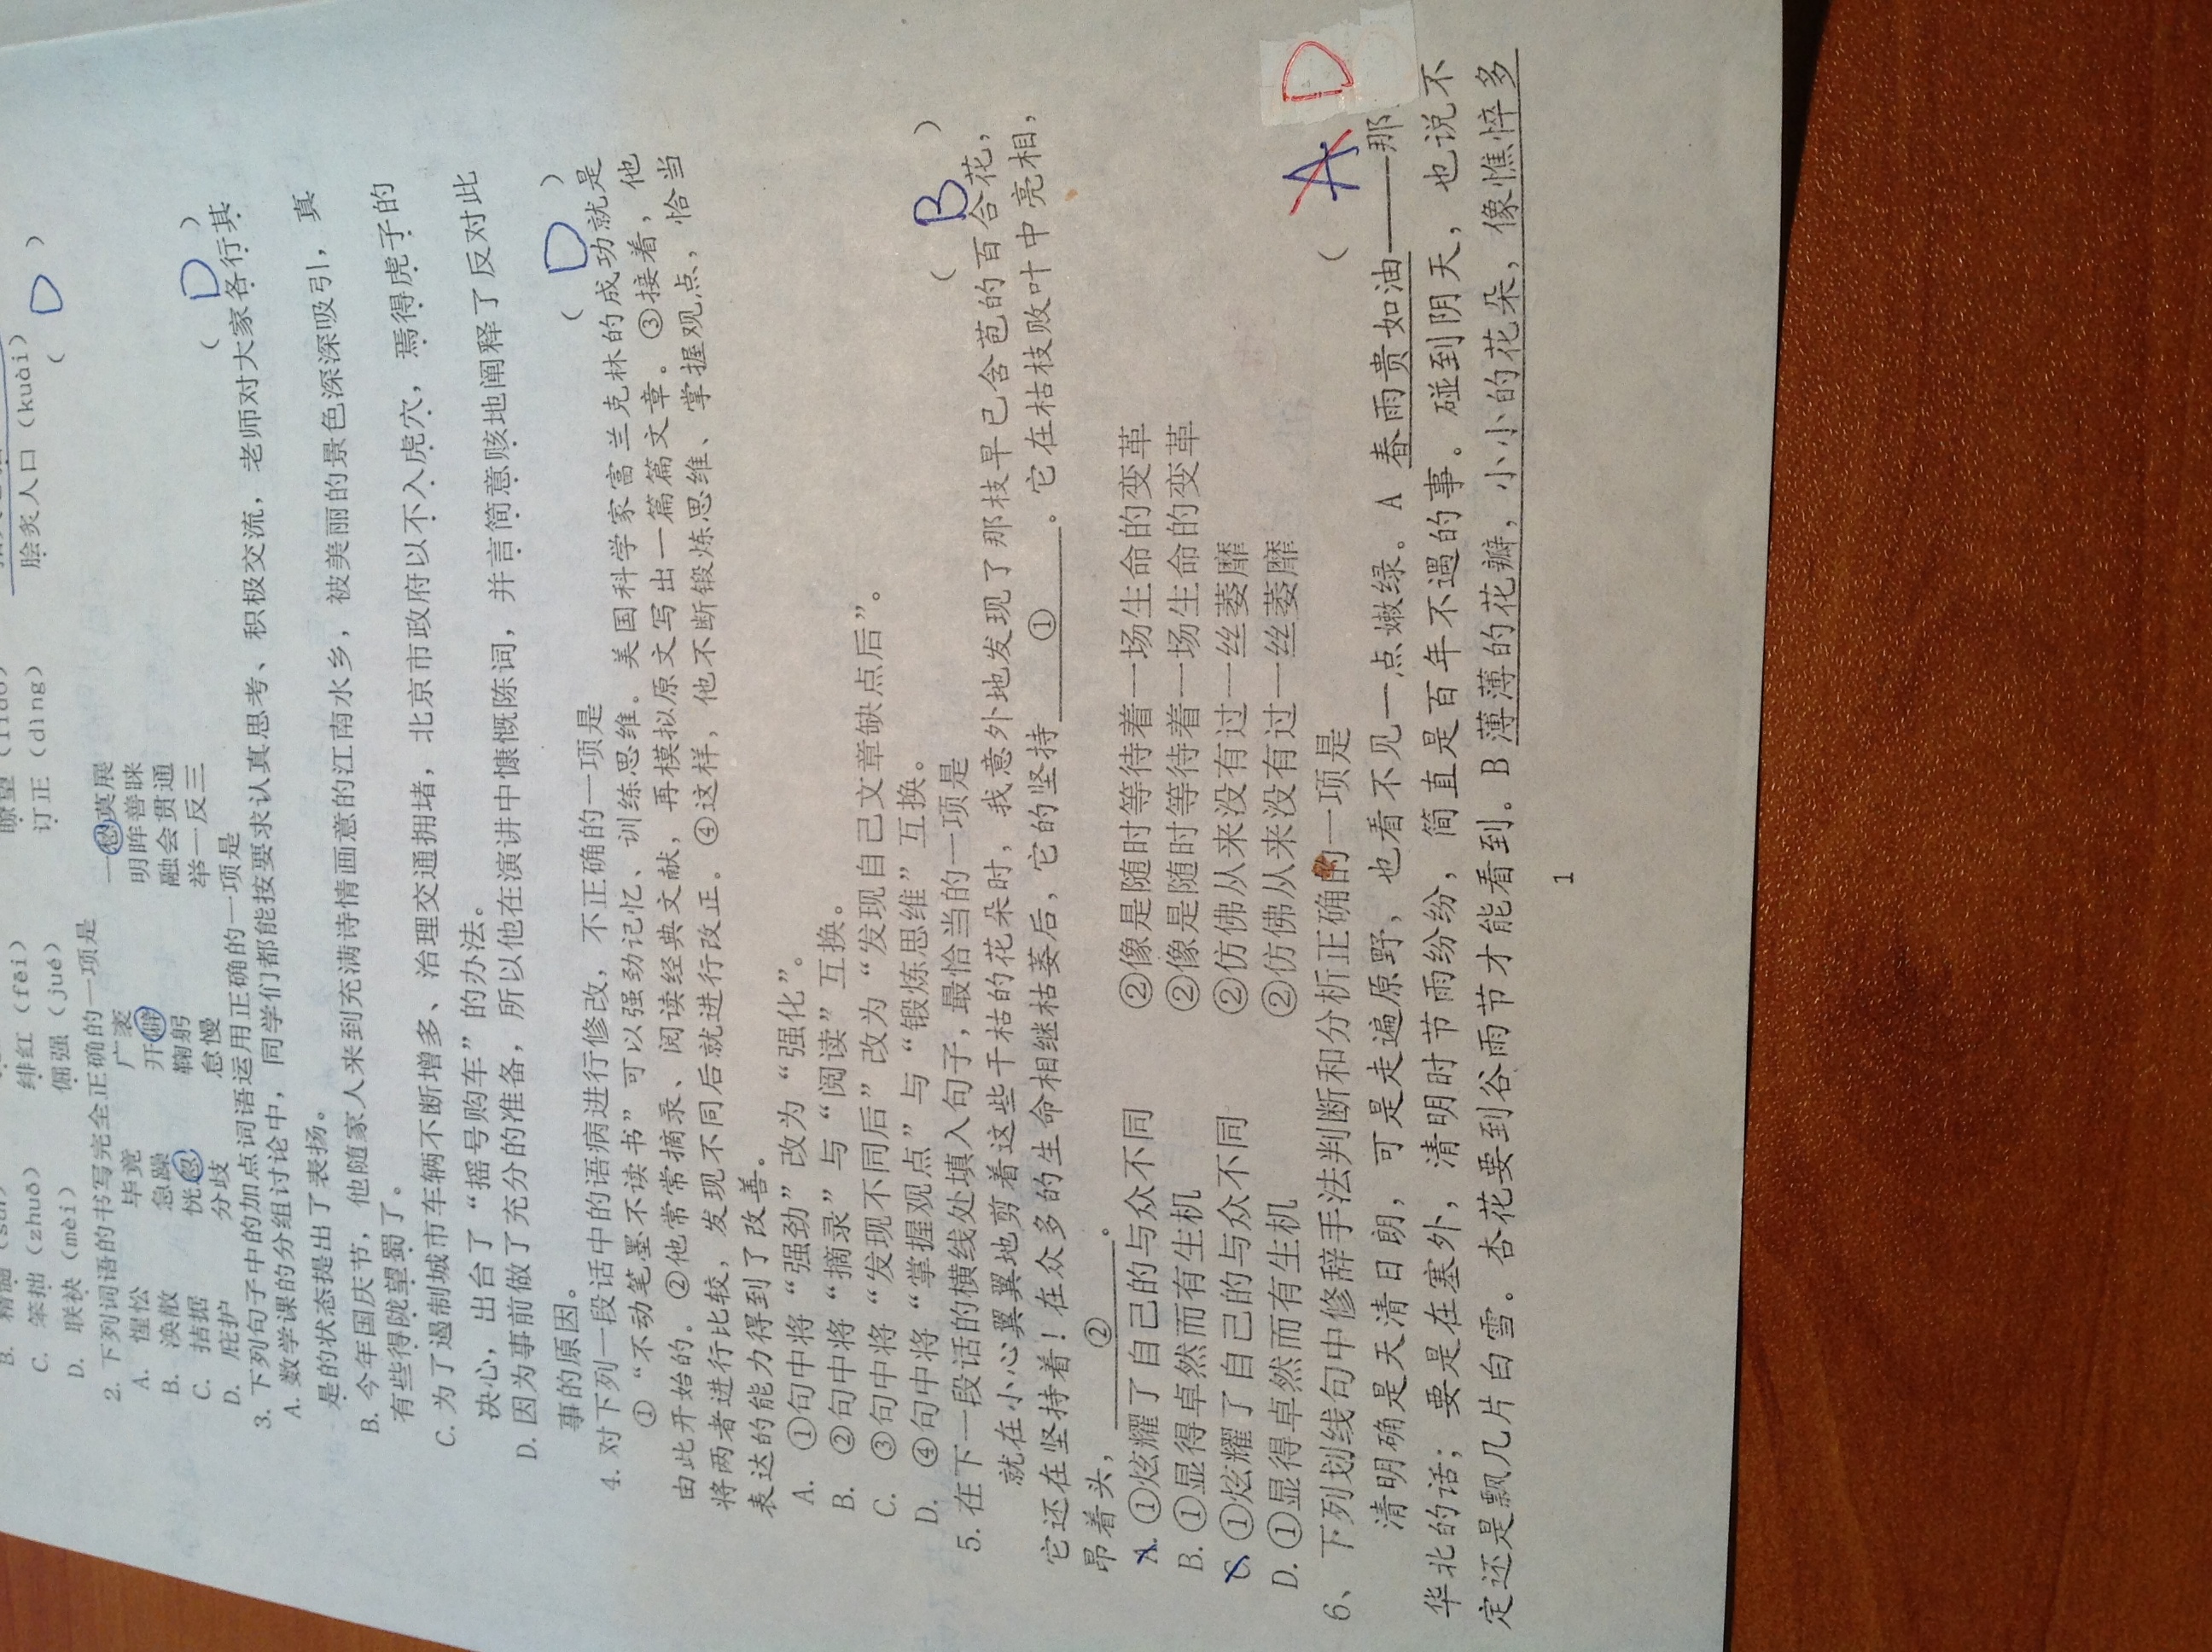 B. 精髓（suǐ）
C. 笨拙（zhuō） 绯红（fēi） 瞭望（liào）
D. 联袂（mèi） 倔强（jué） 订正（dìng） 脍炙人口（kuài）
2. 下列词语的书写完全正确的一项是 （ D ）
A. 惺忪 毕竟 广袤 一愁莫展
B. 涣散 急躁 开僻 明眸善睐
C. 拮据 恍忽 鞠躬 融会贯通
D. 庇护 分歧 怠慢 举一反三
3. 下列句子中的加点词语运用正确的一项是 （ D ）
A. 数学课的分组讨论中，同学们都能按要求认真思考、积极交流，老师对大家各行其
是的状态提出了表扬。
B. 今年国庆节，他随家人来到充满诗情画意的江南水乡，被美丽的景色深深吸引，真
有些得陇望蜀了。
C. 为了遏制城市车辆不断增多、治理交通拥堵，北京市政府以不入虎穴，焉得虎子的
决心，出台了“摇号购车”的办法。
D. 因为事前做了充分的准备，所以他在演讲中慷慨陈词，并言简意赅地阐释了反对此
事的原因。
4. 对下列一段话中的语病进行修改，不正确的一项是 （ D ）
①“不动笔墨不读书”可以强劲记忆、训练思维。美国科学家富兰克林的成功就是
由此开始的。②他常常摘录、阅读经典文献，再模拟原文写出一篇篇文章。③接着，他
将两者进行比较，发现不同后就进行改正。④这样，他不断锻炼思维、掌握观点，恰当
表达的能力得到了改善。
A. ①句中将“强劲”改为“强化”。
B. ②句中将“摘录”与“阅读”互换。
C. ③句中将“发现不同后”改为“发现自己文章缺点后”。
D. ④句中将“掌握观点”与“锻炼思维”互换。
5. 在下一段话的横线处填入句子，最恰当的一项是 （ B ）
就在小心翼翼地剪着这些干枯的花朵时，我意外地发现了那枝早已含苞的百合花，
它还在坚持着！在众多的生命相继枯萎后，它的坚持 ① 。它在枯枝败叶中亮相，
昂着头， ② 。
A. ①炫耀了自己的与众不同 ②像是随时等待着一场生命的变革
B. ①显得卓然而有生机 ②像是随时等待着一场生命的变革
C. ①炫耀了自己的与众不同 ②仿佛从来没有过一丝萎靡
D. ①显得卓然而有生机 ②仿佛从来没有过一丝萎靡
6、下列划线句中修辞手法判断和分析正确的一项是 （ A D
清明确是天清日朗，可是走遍原野，也看不见一点嫩绿。A 春雨贵如油——那
华北的话；要是在塞外，清明时节雨纷纷，简直是百年不遇的事。碰到阴天，也说不
定还是飘几片白雪。杏花要到谷雨节才能看到。B 薄薄的花瓣，小小的花朵，像憔悴多
1